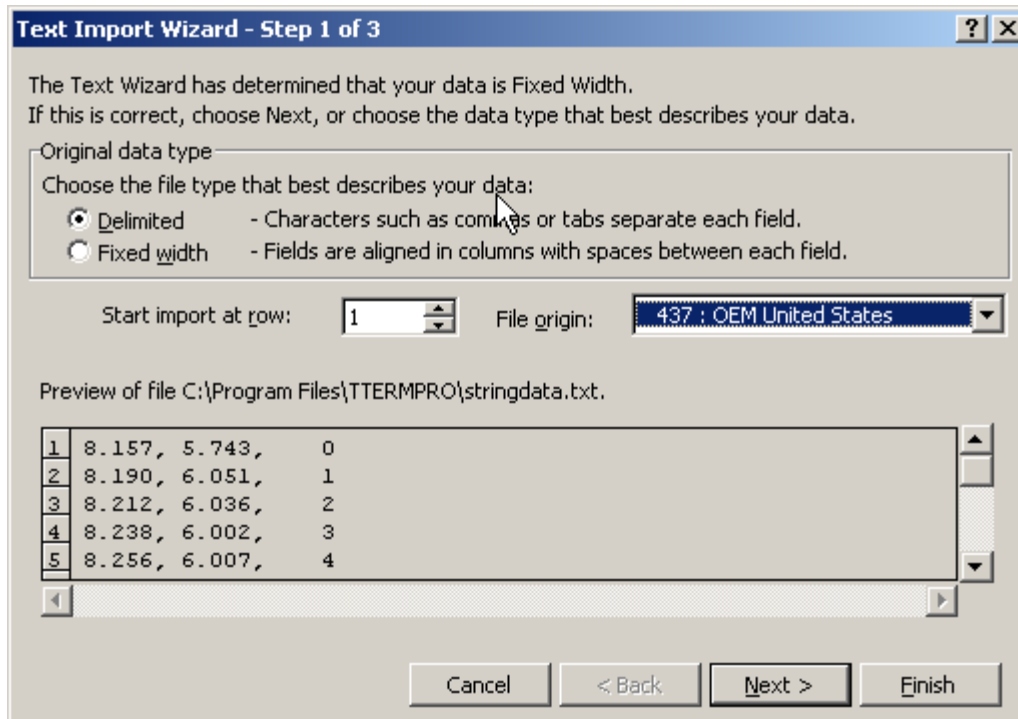 Text Import Wizard - Step 1 of 3
The Text Wizard has determined that your data is Fixed Width.
If this is correct, choose Next, or choose the data type that best describes your data.
Original data type
Choose the file type that best describes your data:
Delimited - Characters such as commas or tabs separate each field.
Fixed width - Fields are aligned in columns with spaces between each field.
Start import at row: 1 File origin: 437 : OEM United States
Preview of file C:\Program Files\TTERMPRO\stringdata.txt.
1 8.157, 5.743, 0
2 8.190, 6.051, 1
3 8.212, 6.036, 2
4 8.238, 6.002, 3
5 8.256, 6.007, 4
Cancel < Back Next > Finish